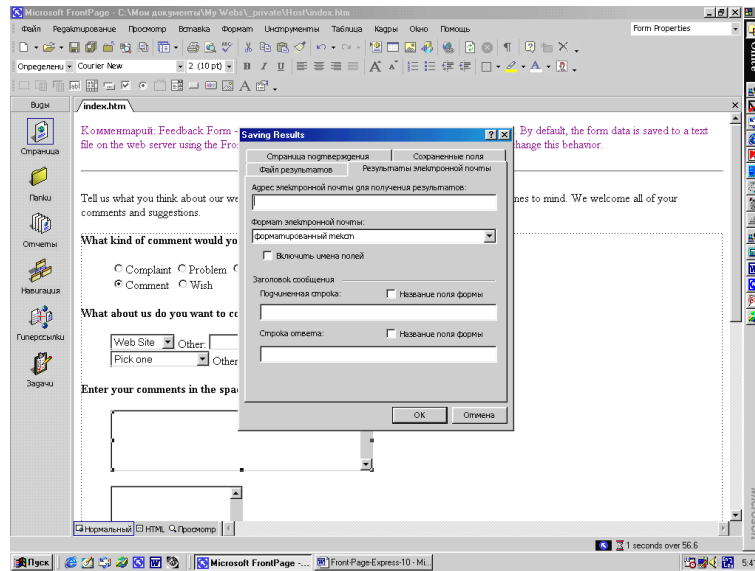 Microsoft FrontPage - C:\Мои документы\My Webs\_private\Host\index.htm
Файл Редактирование Просмотр Вставка Формат Инструменты Таблица Кадры Окно Помощь
Form Properties
Определены Courier New 2 (10 pt)
Виды
/index.htm
Страница
Папки
Отчеты
Навигация
Гиперссылки
Задачи
Комментарий: Feedback Form -
By default, the form data is saved to a text
file on the web server using the Fro
hange this behavior.
Tell us what you think about our we
nes to mind. We welcome all of your
comments and suggestions.
What kind of comment would yo
Complaint Problem
Comment Wish
What about us do you want to co
Web Site Other:
Pick one Other
Enter your comments in the spa
Saving Results
Страница подтверждения Сохраненные поля
Файл результатов Результаты электронной почты
Адрес электронной почты для получения результатов:
Формат электронной почты:
форматированный текст
Включить имена полей
Заголовок сообщения
Подчиненная строка: Название поля формы
Строка ответа: Название поля формы
OK Отмена
Нормальный HTML Просмотр
1 seconds over 56.6
Пуск Microsoft FrontPage -... Front-Page-Express-10 - Mi...
Office